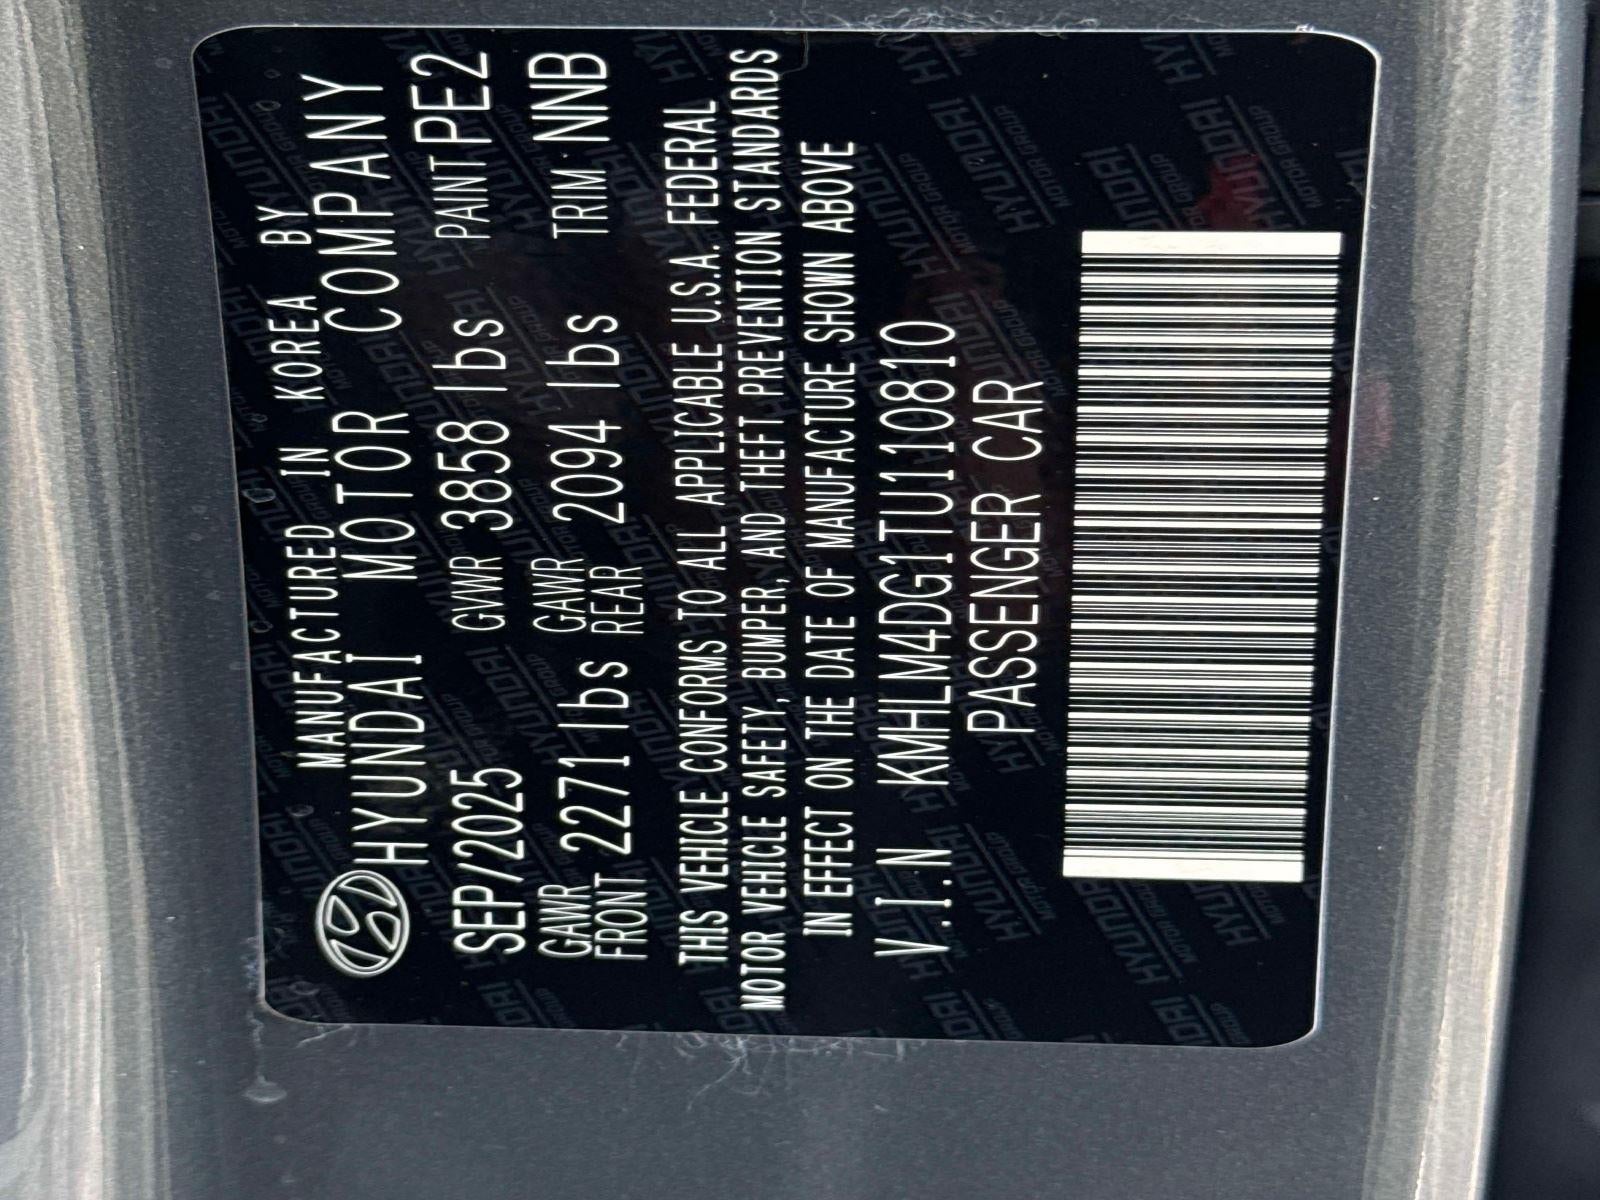 MANUFACTURED IN KOREA BY
HYUNDAI MOTOR COMPANY
SEP/2025 GVWR 3858 lbs PAINT PE2
GAWR FRONT 2271 lbs GAWR REAR 2094 lbs TRIM NNB
THIS VEHICLE CONFORMS TO ALL APPLICABLE U.S.A. FEDERAL
MOTOR VEHICLE SAFETY, BUMPER, AND THEFT PREVENTION STANDARDS
IN EFFECT ON THE DATE OF MANUFACTURE SHOWN ABOVE
V.I.N KMHLM4DG1TU110810
PASSENGER CAR